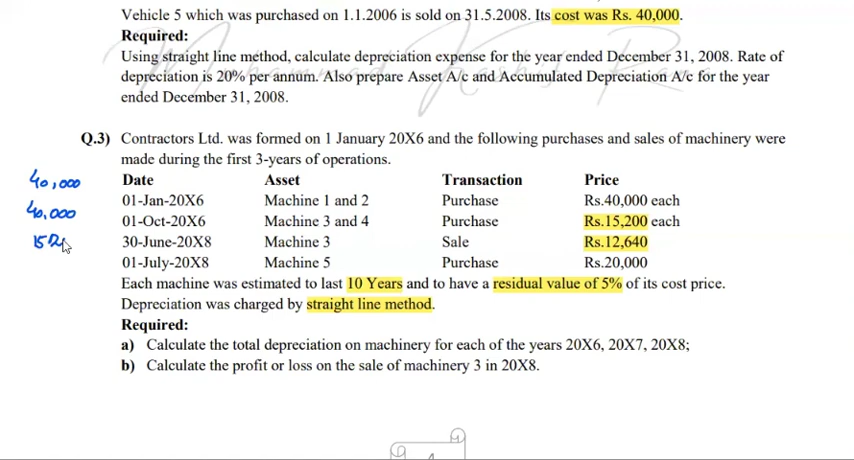 Vehicle 5 which was purchased on 1.1.2006 is sold on 31.5.2008. Its cost was Rs. 40,000.
Required:
Using straight line method, calculate depreciation expense for the year ended December 31, 2008. Rate of
depreciation is 20% per annum. Also prepare Asset A/c and Accumulated Depreciation A/c for the year
ended December 31, 2008.
Q.3) Contractors Ltd. was formed on 1 January 20X6 and the following purchases and sales of machinery were
made during the first 3-years of operations.
40,000 Date Asset Transaction Price
01-Jan-20X6 Machine 1 and 2 Purchase Rs.40,000 each
40,000 01-Oct-20X6 Machine 3 and 4 Purchase Rs.15,200 each
30-June-20X8 Machine 3 Sale Rs.12,640
01-July-20X8 Machine 5 Purchase Rs.20,000
Each machine was estimated to last 10 Years and to have a residual value of 5% of its cost price.
Depreciation was charged by straight line method.
Required:
a) Calculate the total depreciation on machinery for each of the years 20X6, 20X7, 20X8;
b) Calculate the profit or loss on the sale of machinery 3 in 20X8.